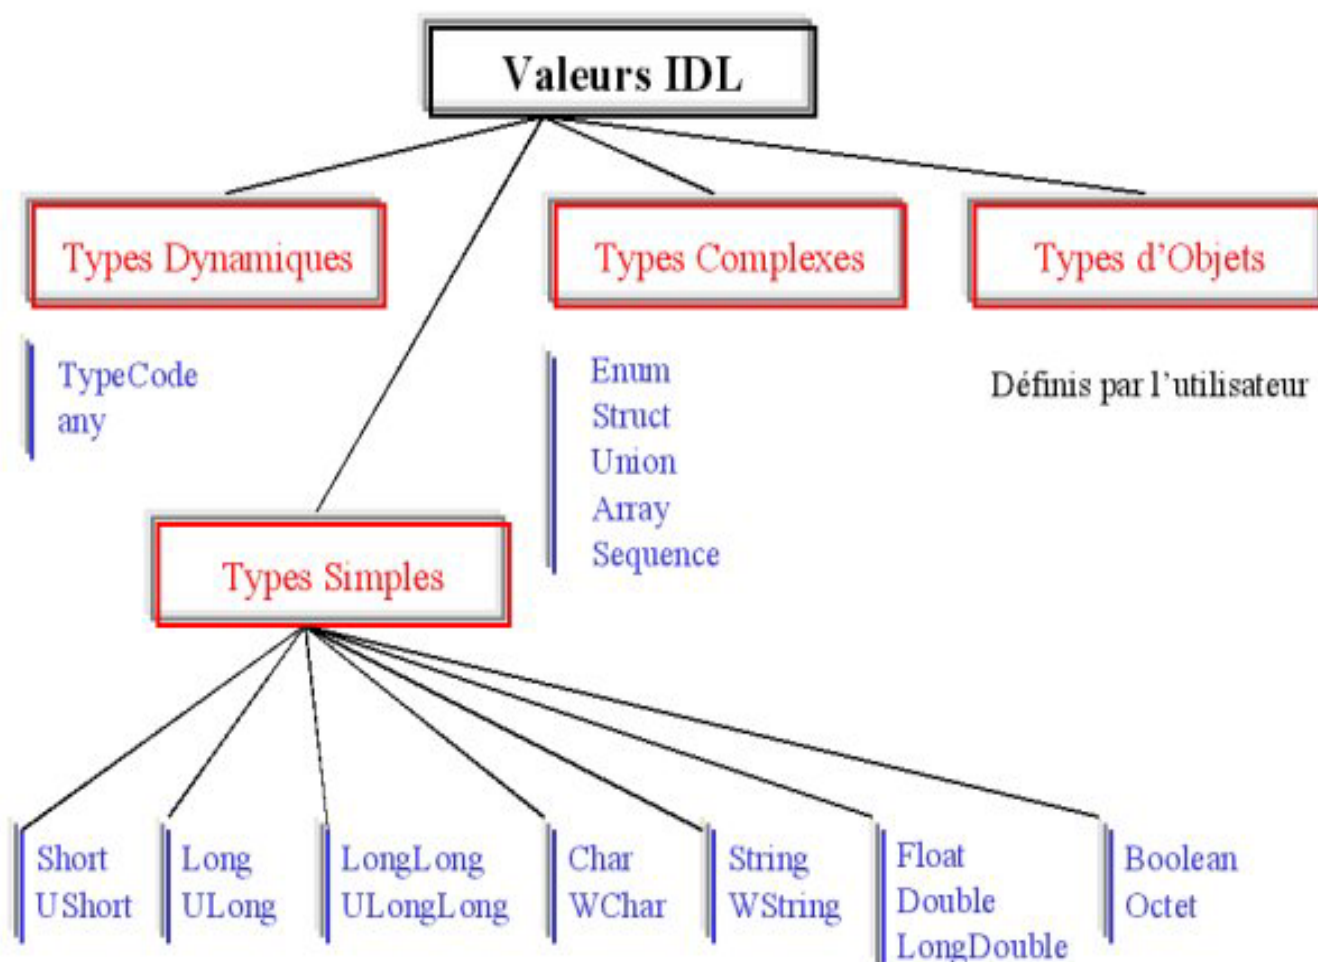 Valeurs IDL
Types Dynamiques
Types Complexes
Types d'Objets
TypeCode
any
Enum
Struct
Union
Array
Sequence
Définis par l'utilisateur
Types Simples
Short
UShort
Long
ULong
LongLong
ULongLong
Char
WChar
String
WString
Float
Double
LongDouble
Boolean
Octet